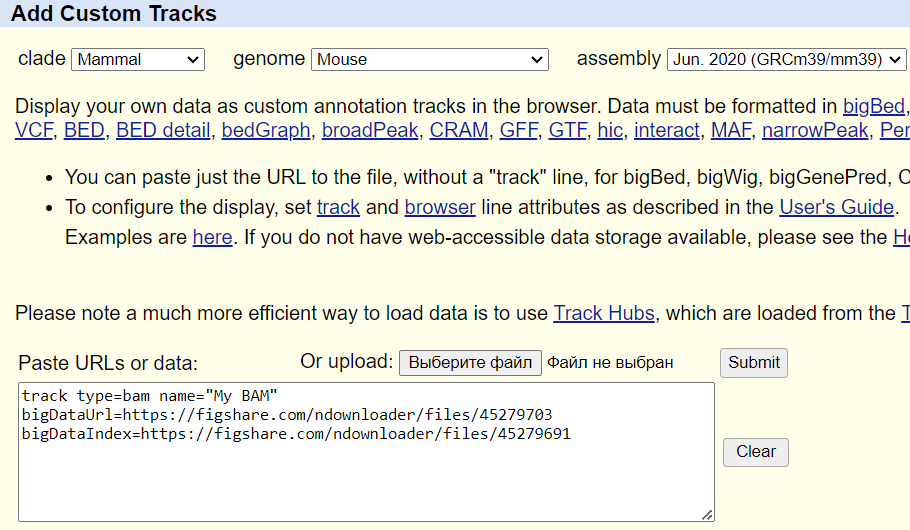 Add Custom Tracks
clade Mammal genome Mouse assembly Jun. 2020 (GRCm39/mm39)
Display your own data as custom annotation tracks in the browser. Data must be formatted in bigBed,
VCF, BED, BED detail, bedGraph, broadPeak, CRAM, GFF, GTF, hic, interact, MAF, narrowPeak, Per
• You can paste just the URL to the file, without a "track" line, for bigBed, bigWig, bigGenePred, C
• To configure the display, set track and browser line attributes as described in the User's Guide.
Examples are here. If you do not have web-accessible data storage available, please see the He
Please note a much more efficient way to load data is to use Track Hubs, which are loaded from the T
Paste URLs or data: Or upload: Выберите файл Файл не выбран Submit
track type=bam name="My BAM"
bigDataUrl=https://figshare.com/ndownloader/files/45279703
bigDataIndex=https://figshare.com/ndownloader/files/45279691
Clear